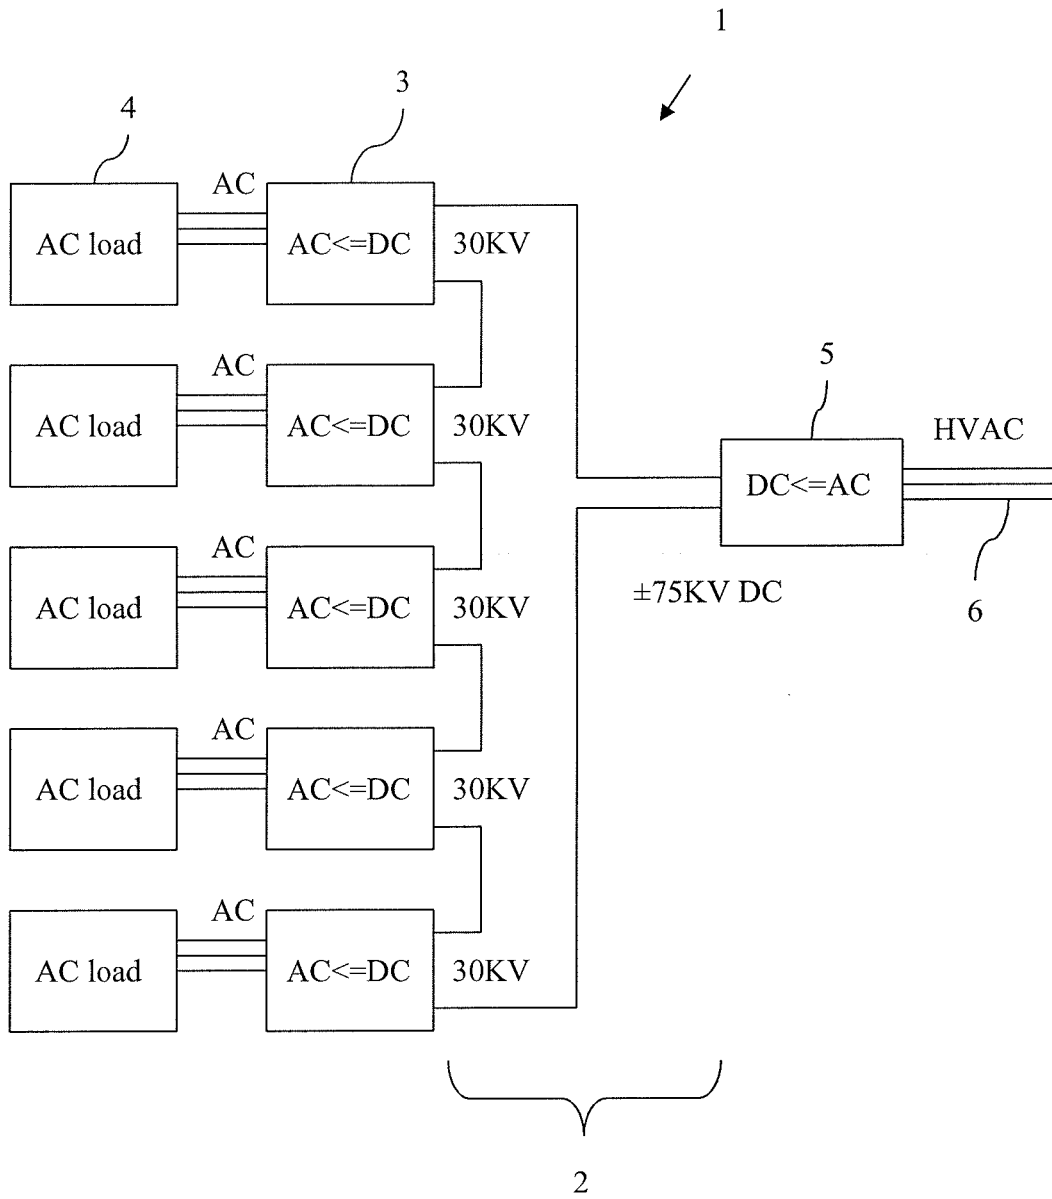 1
4
3
AC
AC load
AC<=DC
30KV
AC
AC load
AC<=DC
30KV
5
HVAC
DC<=AC
AC
AC load
AC<=DC
30KV
±75KV DC
6
AC
AC load
AC<=DC
30KV
AC
AC load
AC<=DC
30KV
2